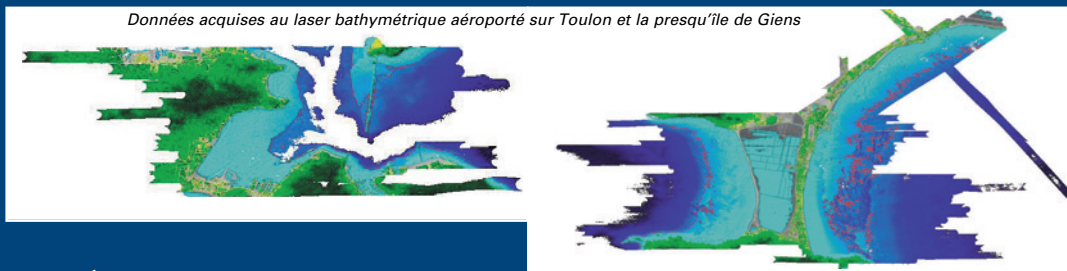 Données acquises au laser bathymétrique aéroporté sur Toulon et la presqu'île de Giens